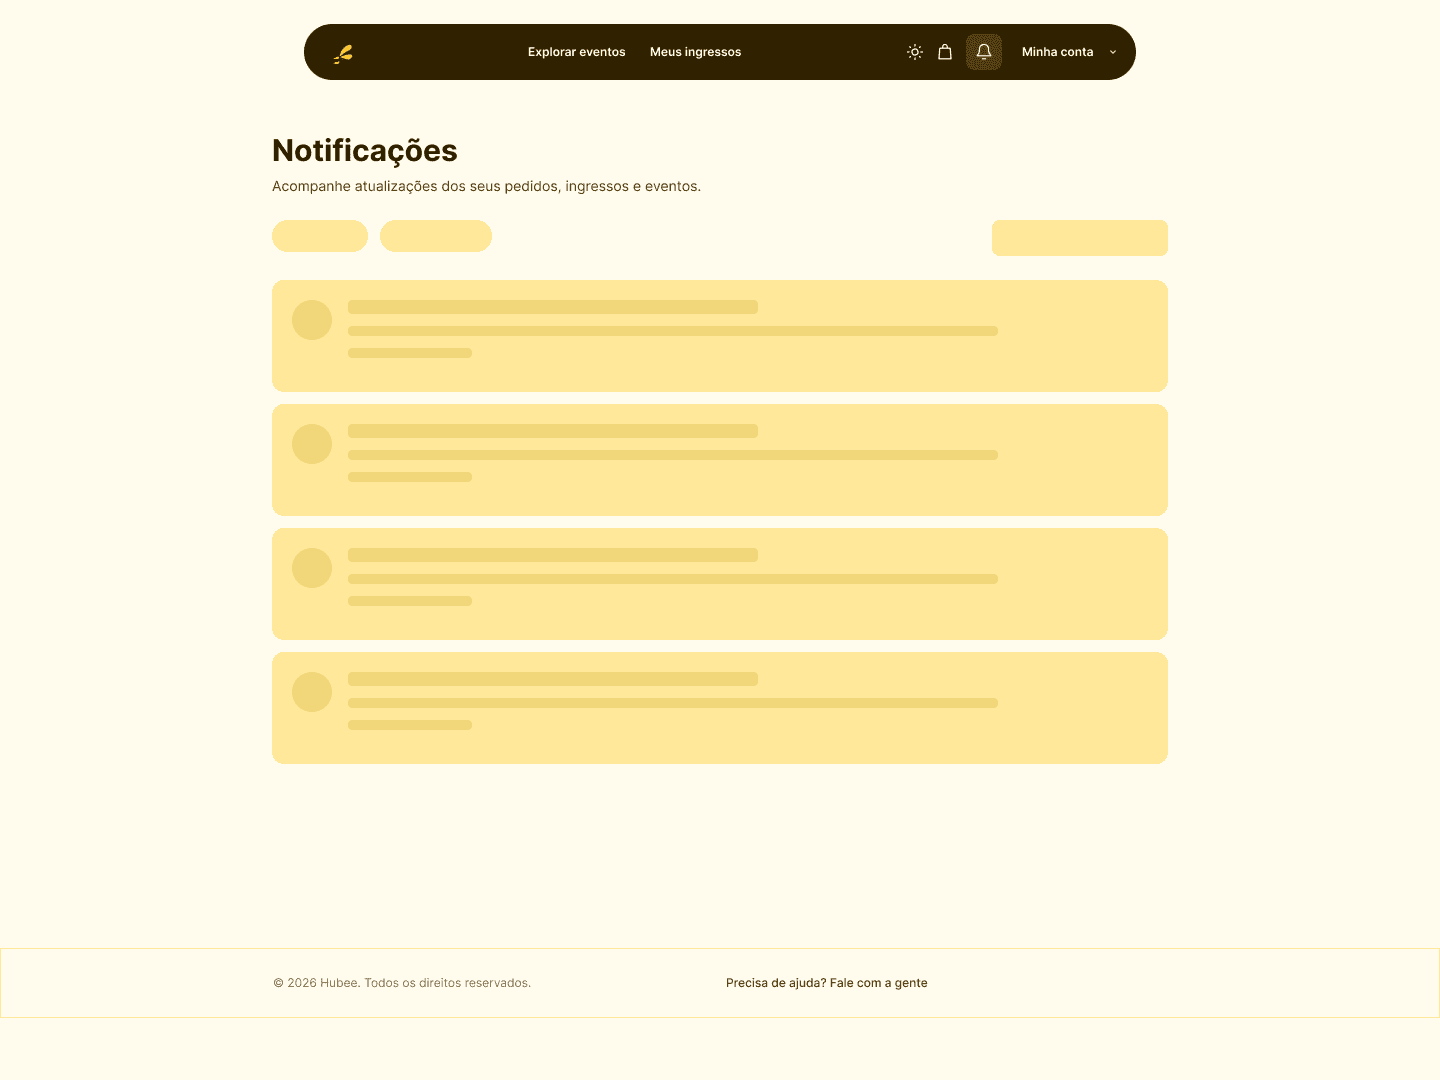 Explorar eventos
Meus ingressos
Minha conta
Notificações
Acompanhe atualizações dos seus pedidos, ingressos e eventos.
© 2026 Hubee. Todos os direitos reservados.
Precisa de ajuda? Fale com a gente